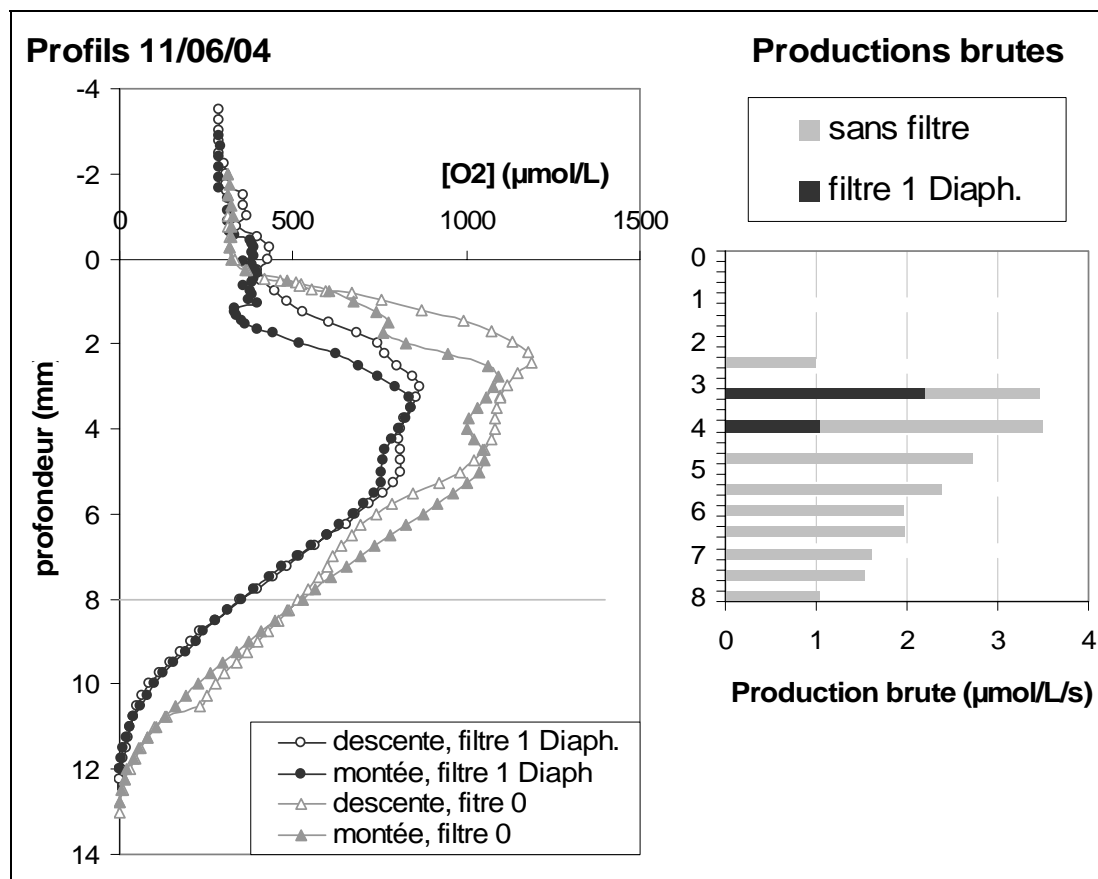 Profils 11/06/04
Productions brutes
sans filtre
filtre 1 Diaph.
[O2] (µmol/L)
0 500 1000 1500
-4
-2
0
2
4
6
8
10
12
14
profondeur (mm)
descente, filtre 1 Diaph.
montée, filtre 1 Diaph
descente, fitre 0
montée, filtre 0
0
1
2
3
4
5
6
7
8
0 1 2 3 4
Production brute (µmol/L/s)